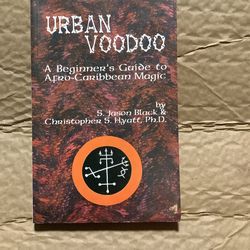 URBAN
VOODOO
A Beginner's Guide to
Afro-Caribbean Magic
by
S. Jason Black &
Christopher S. Hyatt, Ph.D.